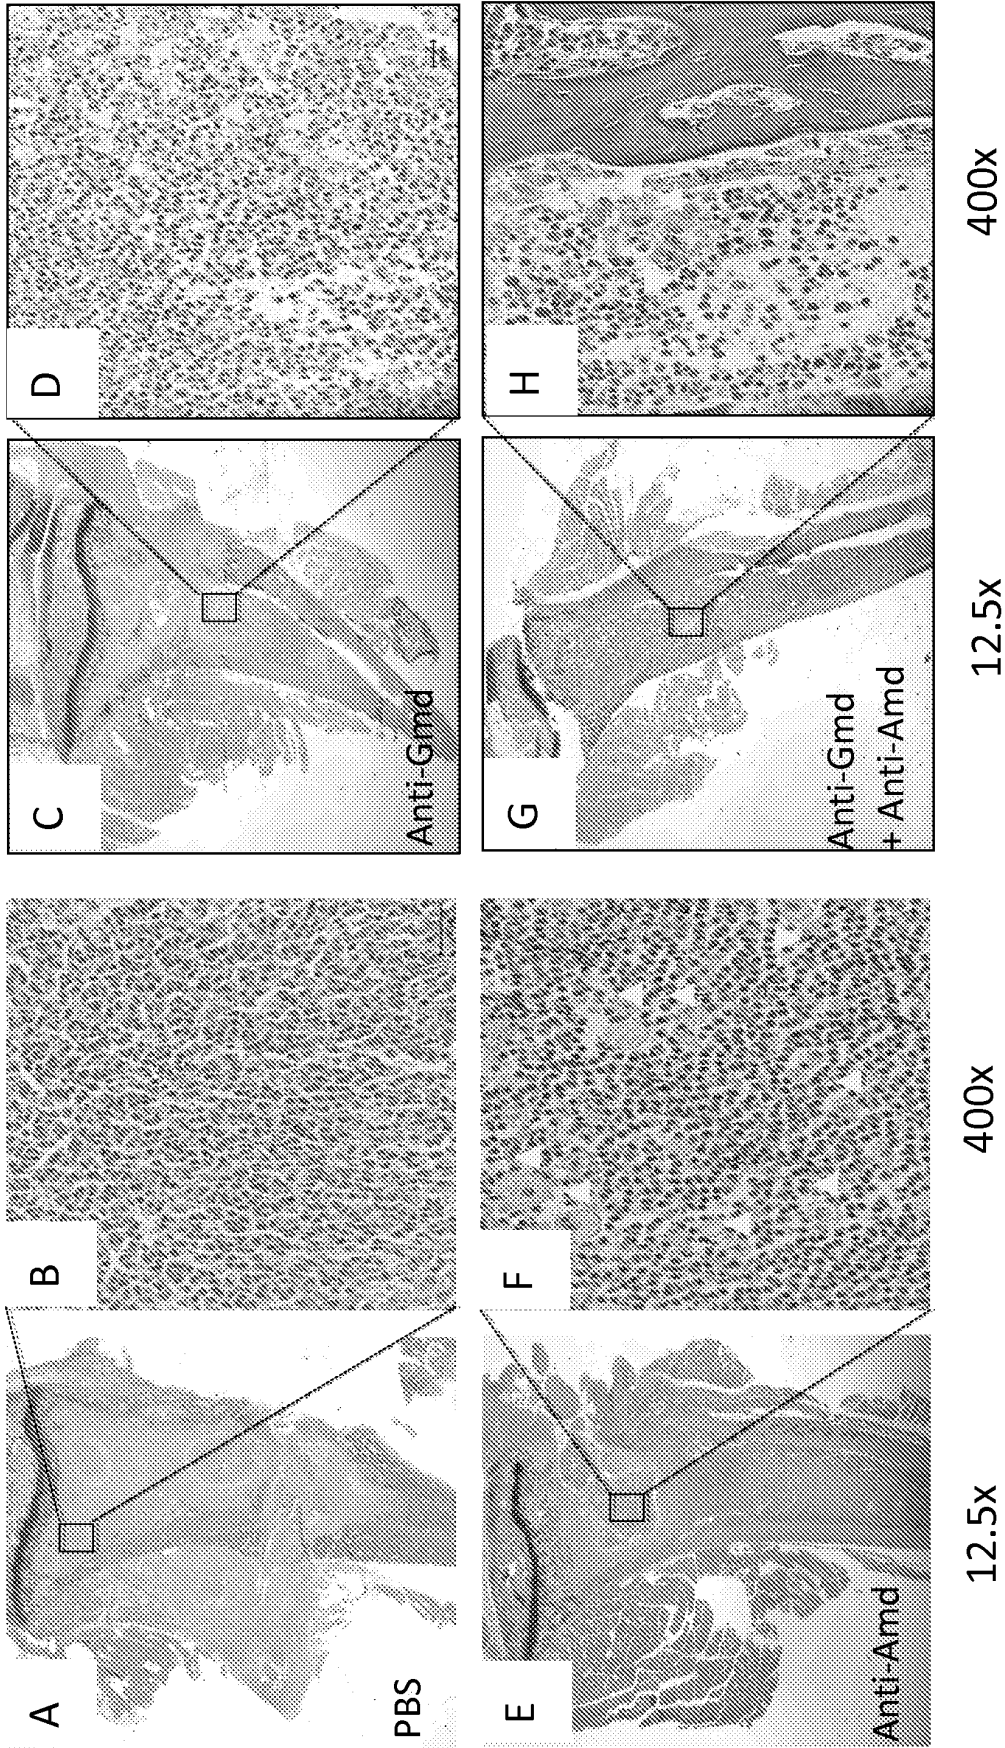 A
B
C
D
PBS
Anti-Gmd
E
F
G
H
Anti-Amd
Anti-Gmd
+ Anti-Amd
12.5x
400x
12.5x
400x